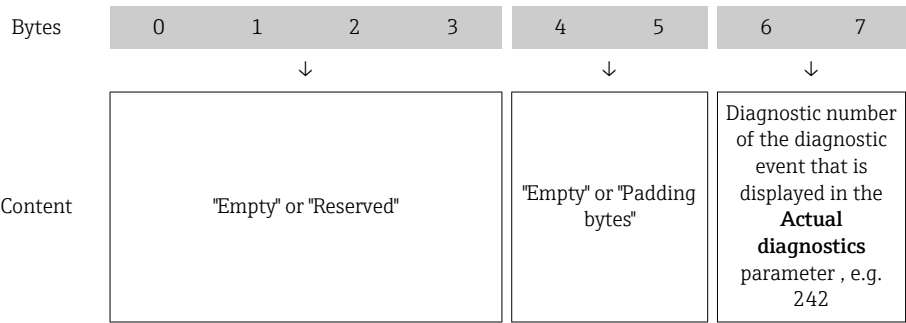 Bytes 0 1 2 3 4 5 6 7
↓ ↓ ↓
Content
"Empty" or "Reserved"
"Empty" or "Padding
bytes"
Diagnostic number
of the diagnostic
event that is
displayed in the
Actual
diagnostics
parameter , e.g.
242